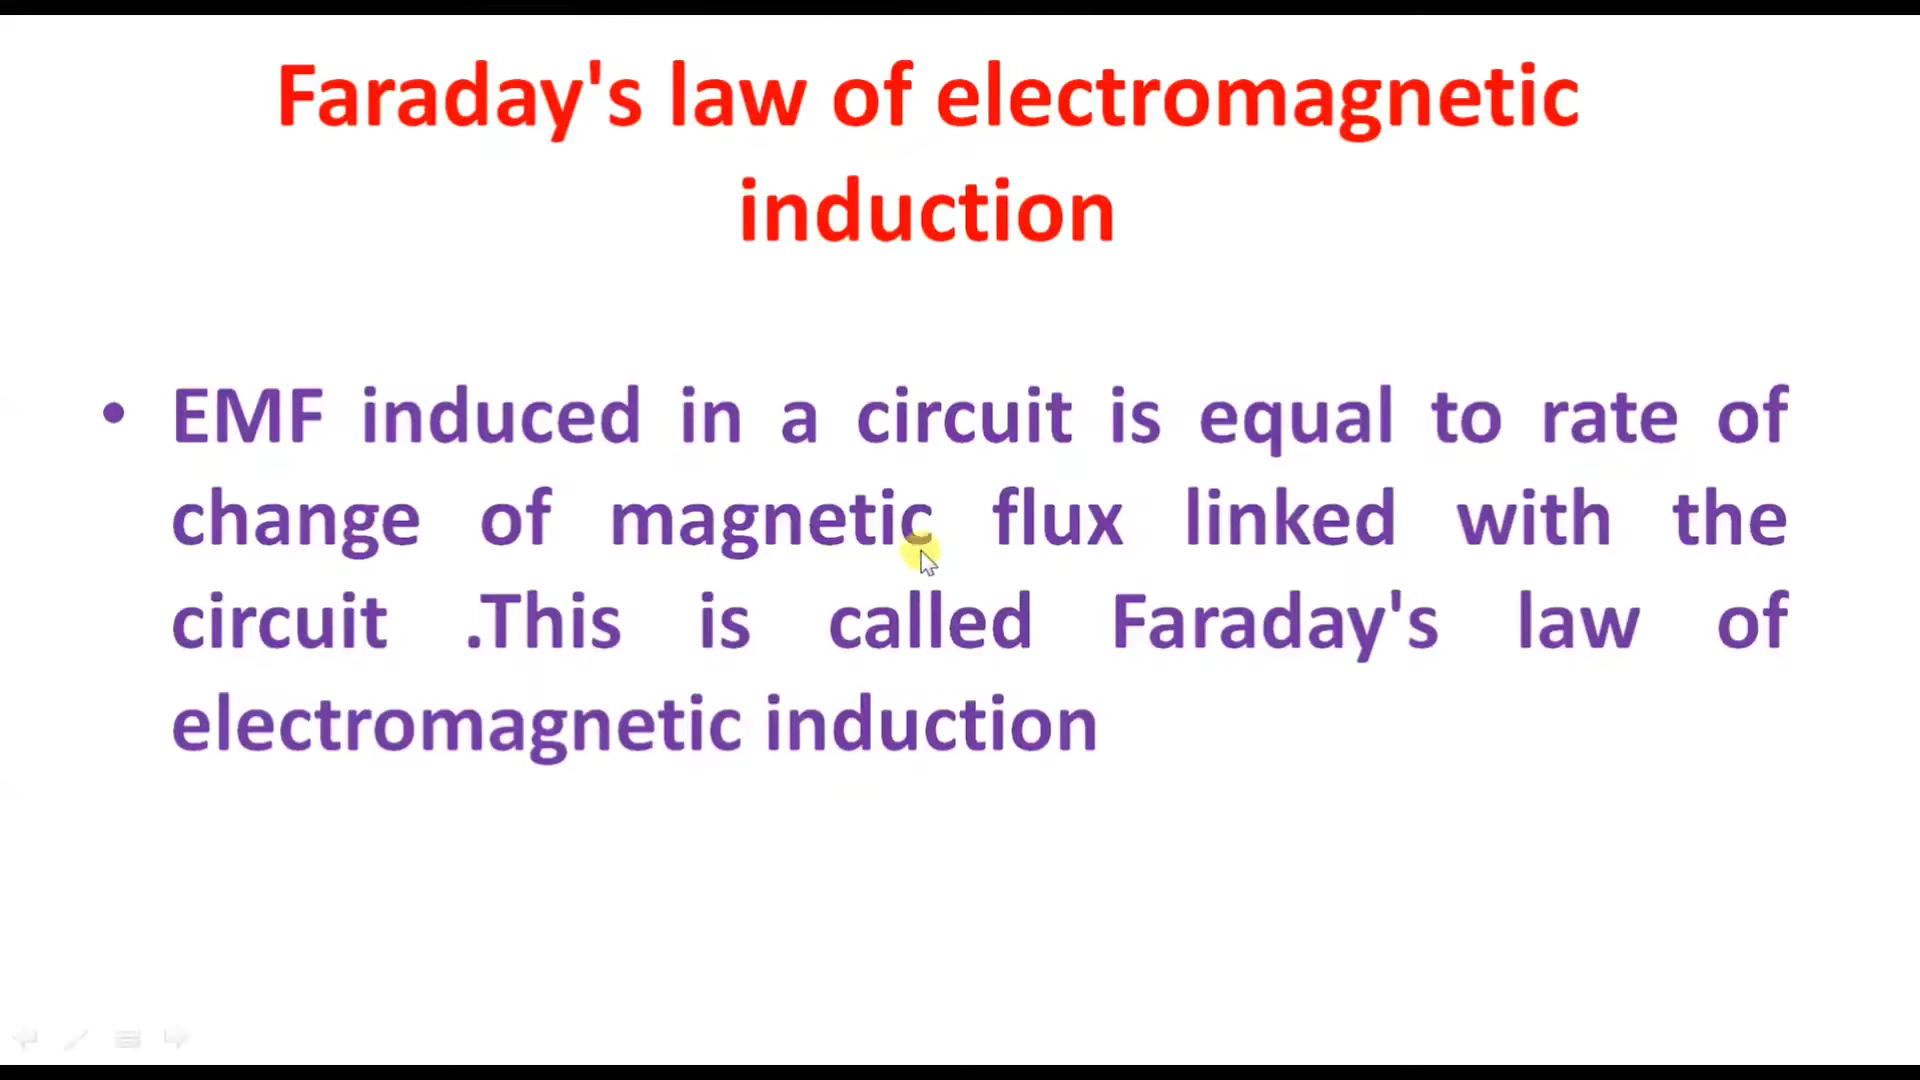 Faraday's law of electromagnetic
induction
• EMF induced in a circuit is equal to rate of
change of magnetic flux linked with the
circuit .This is called Faraday's law of
electromagnetic induction